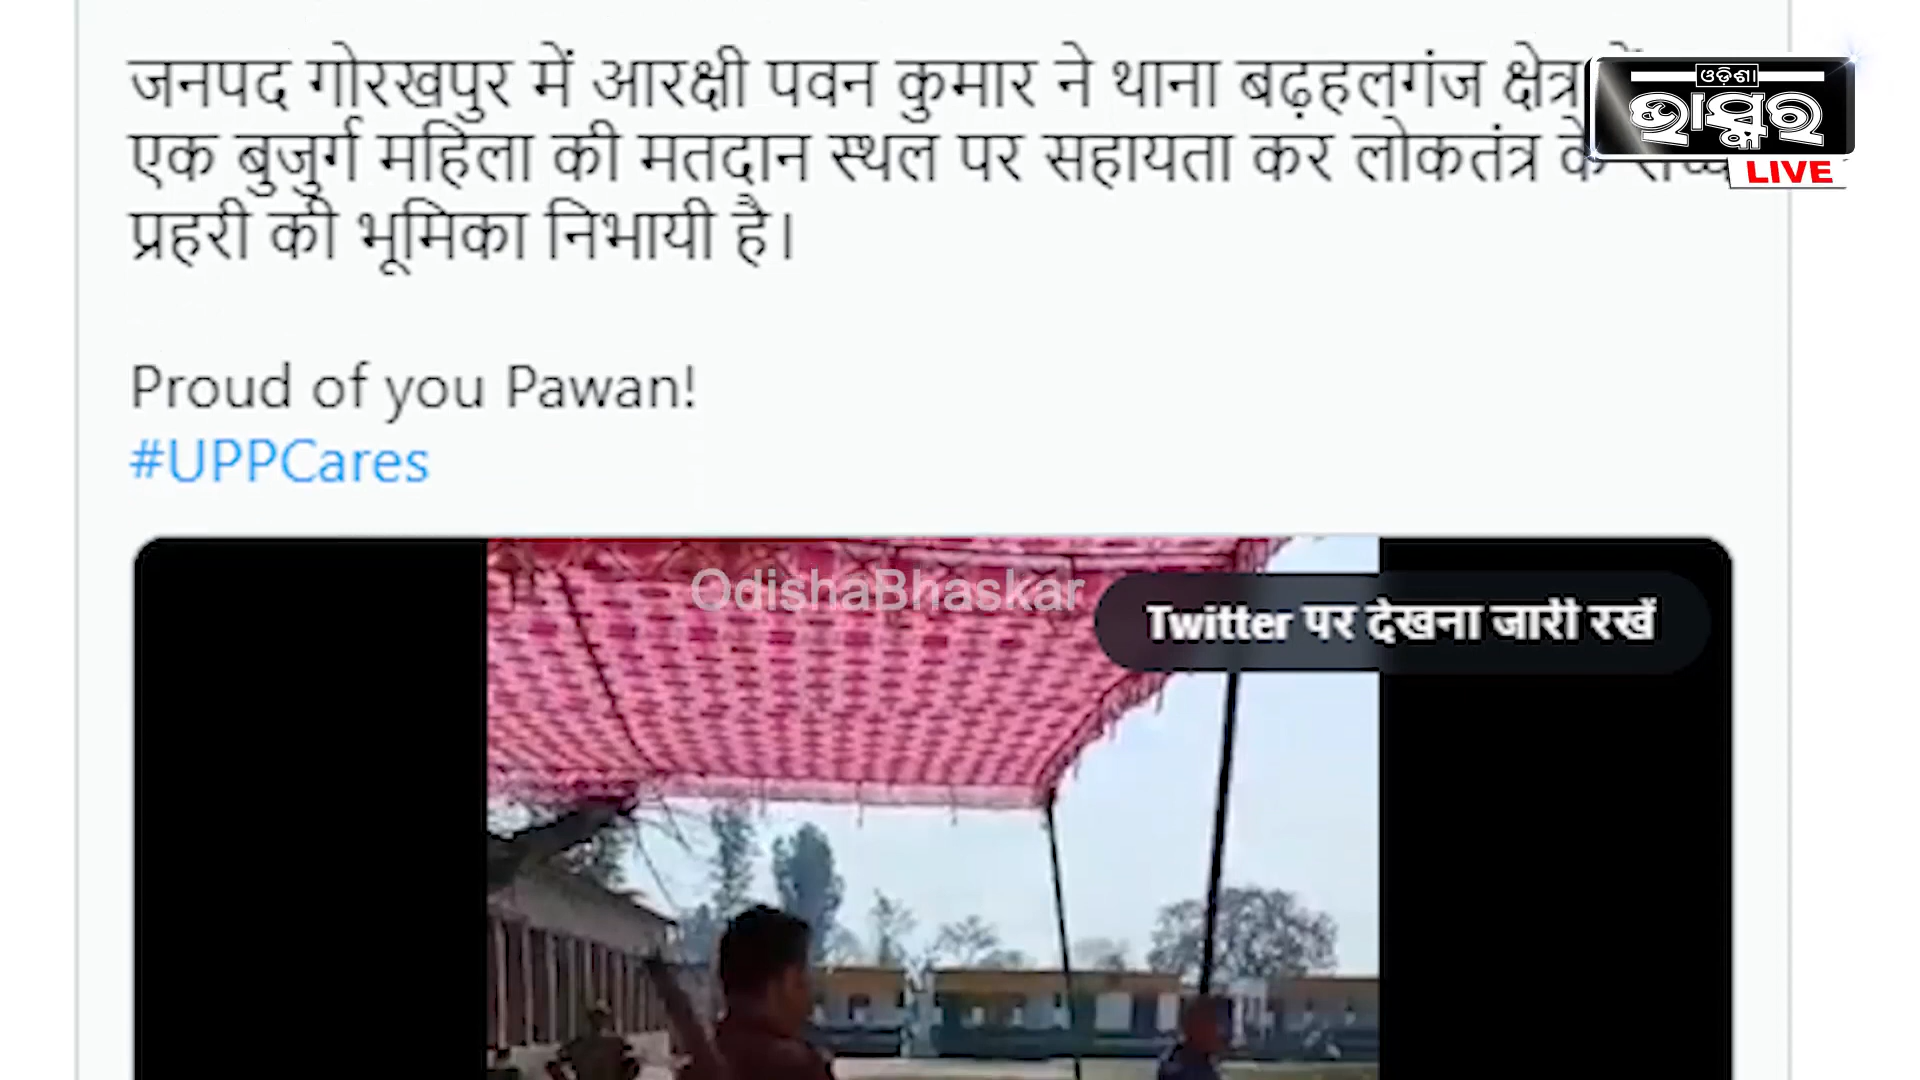 जनपद गोरखपुर में आरक्षी पवन कुमार ने थाना बढ़हलगंज क्षेत्र
एक बुजुर्ग महिला की मतदान स्थल पर सहायता कर लोकतंत्र के
प्रहरी की भूमिका निभायी है।
Proud of you Pawan!
#UPPCares
ଓଡ଼ିଶା
ଭାସ୍କର
LIVE
OdishaBhaskar
Twitter पर देखना जारी रखें